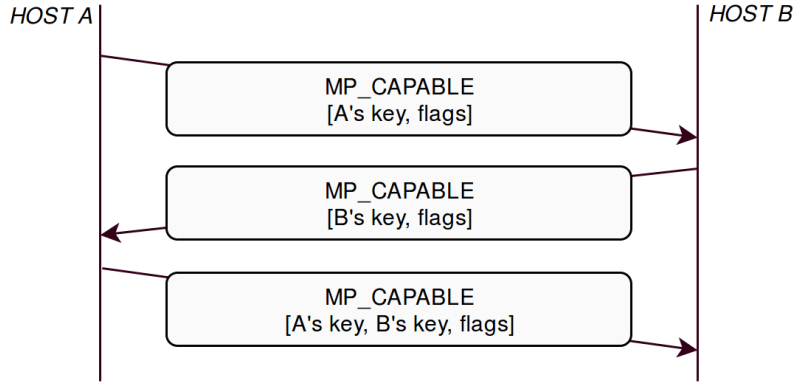 HOST A
HOST B
MP_CAPABLE
[A's key, flags]
MP_CAPABLE
[B's key, flags]
MP_CAPABLE
[A's key, B's key, flags]